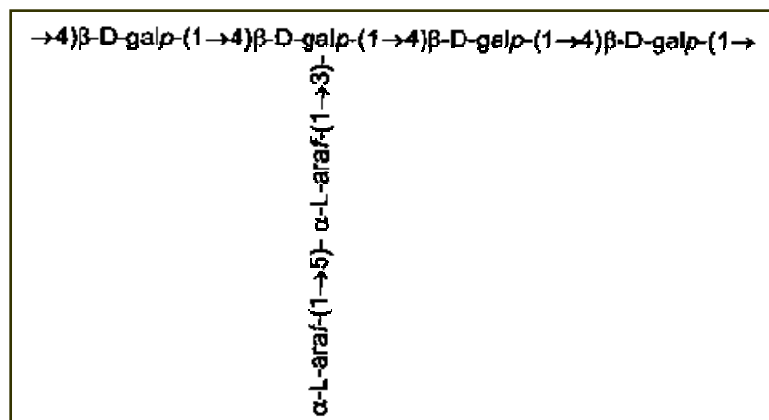 →4)β-D-galp-(1→4)β-D-galp-(1→4)β-D-galp-(1→4)β-D-galp-(1→
α-L-araf-(1→5)- α-L-araf-(1→3)-